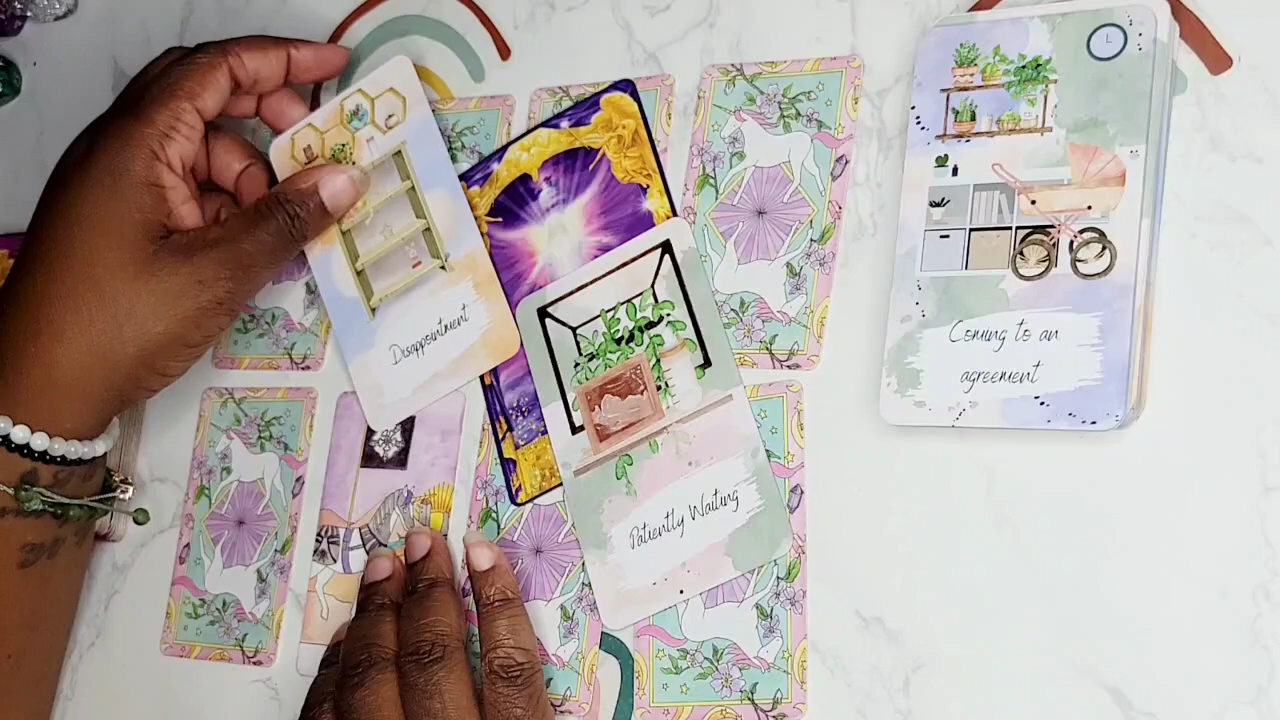 Disappointment
Patiently Waiting
Coming to an
agreement